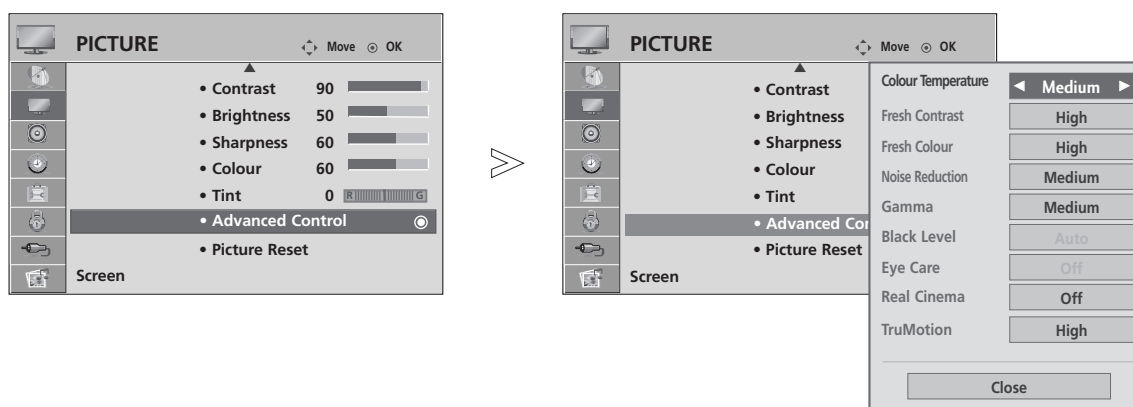 PICTURE Move OK
• Contrast 90
• Brightness 50
• Sharpness 60
• Colour 60
• Tint 0 R G
• Advanced Control
• Picture Reset
Screen
PICTURE Move OK
• Contrast
• Brightness
• Sharpness
• Colour
• Tint
• Advanced Con
• Picture Reset
Screen
Colour Temperature ◀ Medium ▶
Fresh Contrast High
Fresh Colour High
Noise Reduction Medium
Gamma Medium
Black Level Auto
Eye Care Off
Real Cinema Off
TruMotion High
Close